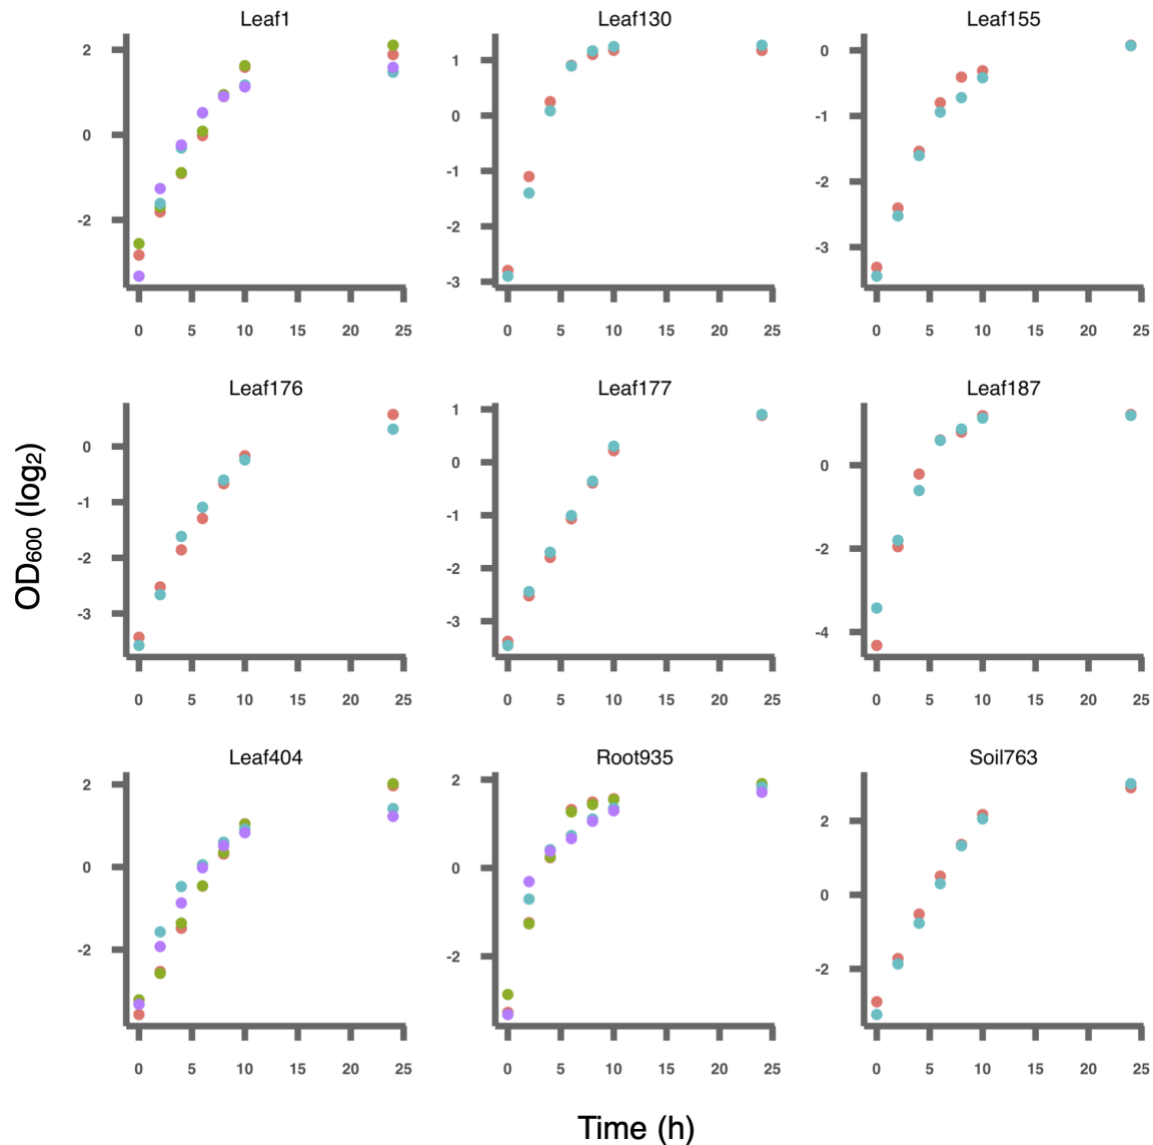 Leaf1 Leaf130 Leaf155
2 1 0
0 0 -1
-2 -1 -2
-2 -3
-3
0 5 10 15 20 25 0 5 10 15 20 25 0 5 10 15 20 25
Leaf176 Leaf177 Leaf187
0 1 0
-1 0 -2
-2 -1 -4
-3 -2
-3
0 5 10 15 20 25 0 5 10 15 20 25 0 5 10 15 20 25
OD₆₀₀ (log₂)
Leaf404 Root935 Soil763
2 2 2
0 0 0
-2 -2 -2
0 5 10 15 20 25 0 5 10 15 20 25 0 5 10 15 20 25
Time (h)